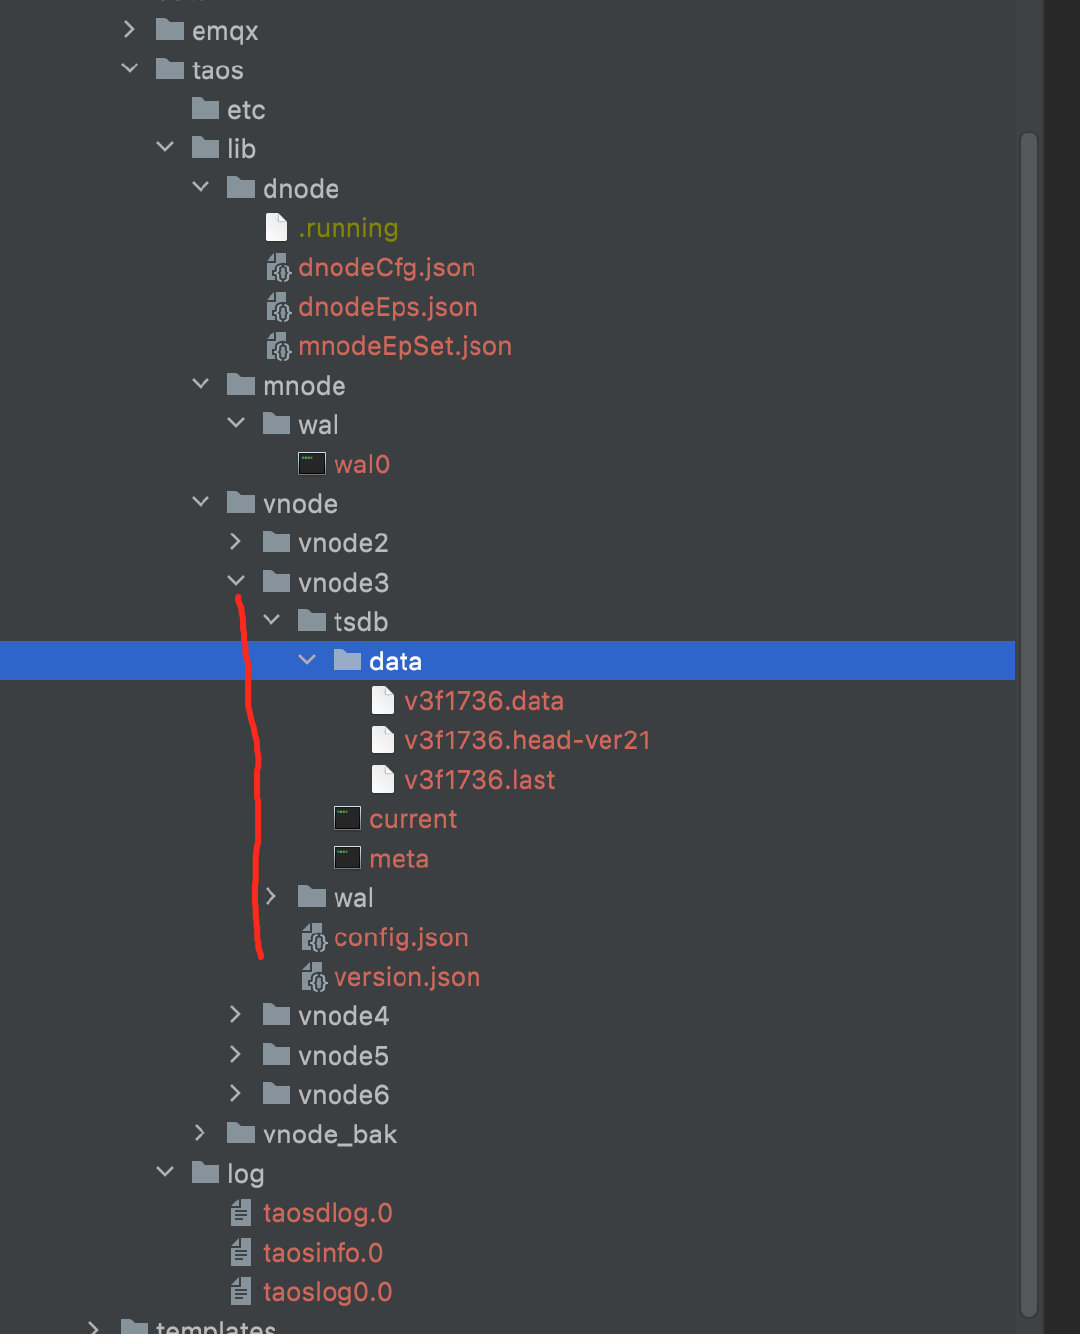 emqx
taos
etc
lib
dnode
.running
dnodeCfg.json
dnodeEps.json
mnodeEpSet.json
mnode
wal
wal0
vnode
vnode2
vnode3
tsdb
data
v3f1736.data
v3f1736.head-ver21
v3f1736.last
current
meta
wal
config.json
version.json
vnode4
vnode5
vnode6
vnode_bak
log
taosdlog.0
taosinfo.0
taoslog0.0
templates